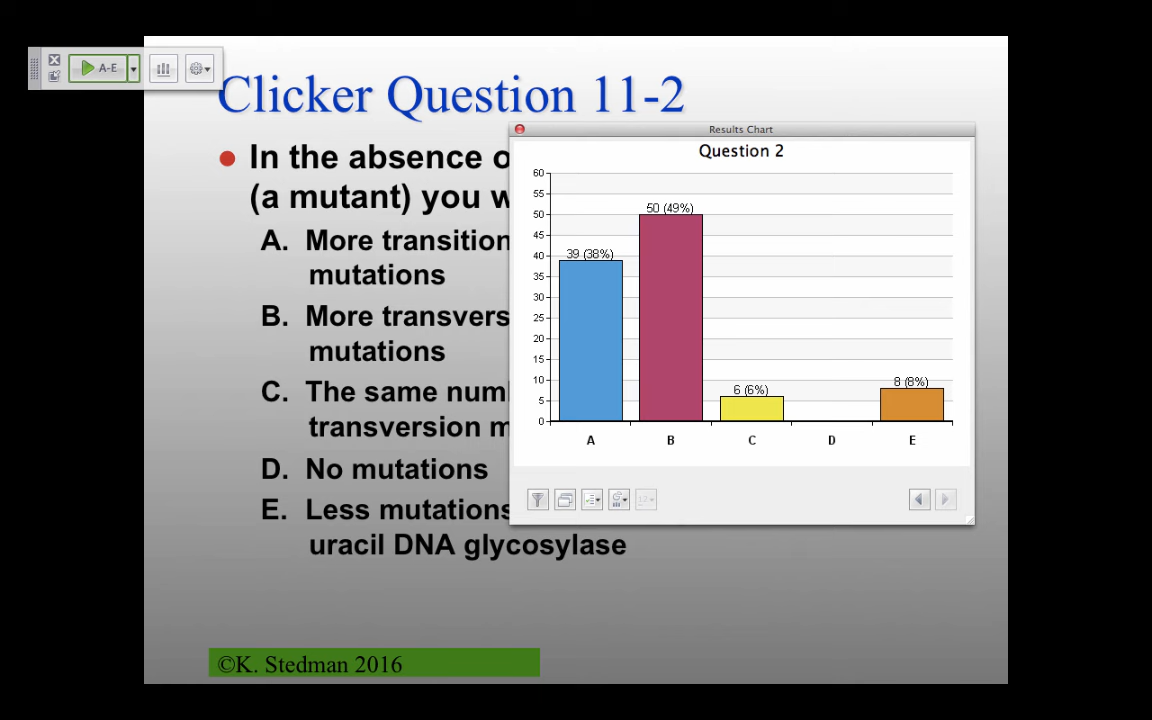 A-E
Clicker Question 11-2
In the absence o
(a mutant) you w
A. More transition
mutations
B. More transvers
mutations
C. The same num
transversion m
D. No mutations
E. Less mutations
uracil DNA glycosylase
©K. Stedman 2016
Results Chart
Question 2
60
55
50
45
40
35
30
25
20
15
10
5
0
39 (38%)
50 (49%)
6 (6%)
8 (8%)
A B C D E
12